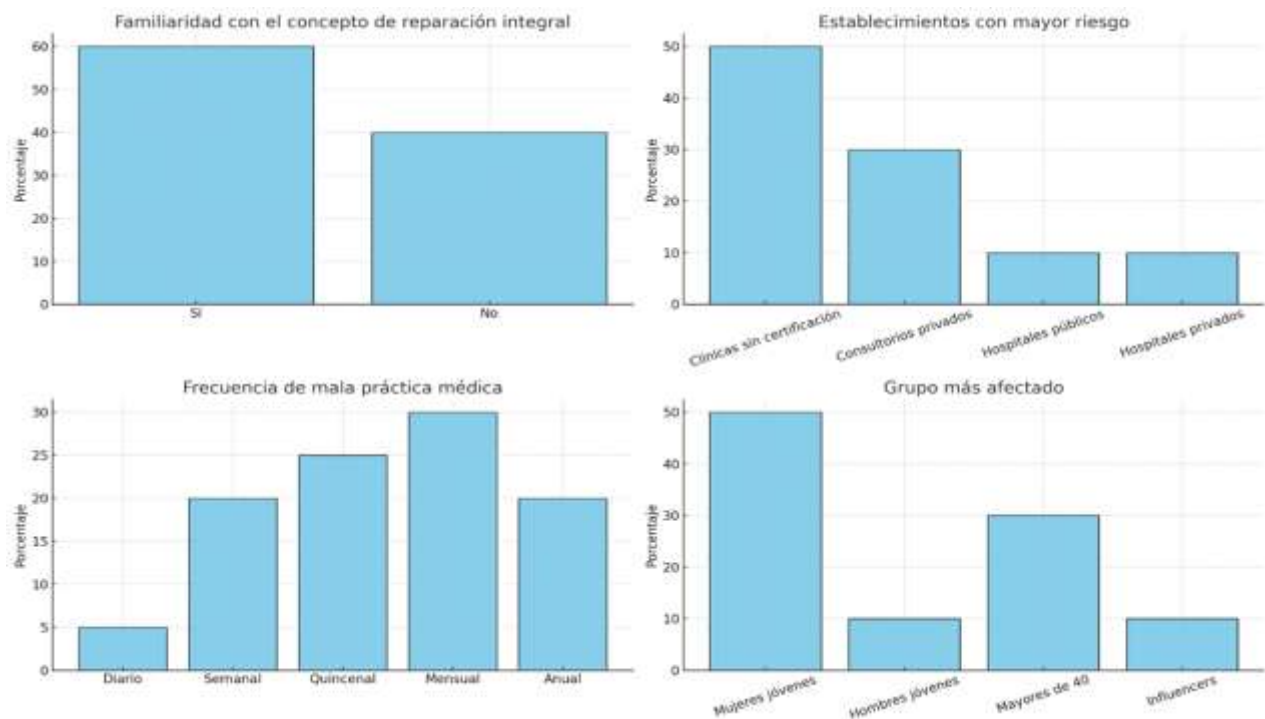 Familiaridad con el concepto de reparación integral
Porcentaje
60
50
40
30
20
10
0
Sí
No
Establecimientos con mayor riesgo
Porcentaje
50
40
30
20
10
0
Clínicas sin certificación
Consultorios privados
Hospitales públicos
Hospitales privados
Frecuencia de mala práctica médica
Porcentaje
30
25
20
15
10
5
0
Diario
Semanal
Quincenal
Mensual
Anual
Grupo más afectado
Porcentaje
50
40
30
20
10
0
Mujeres jóvenes
Hombres jóvenes
Mayores de 40
Influencers